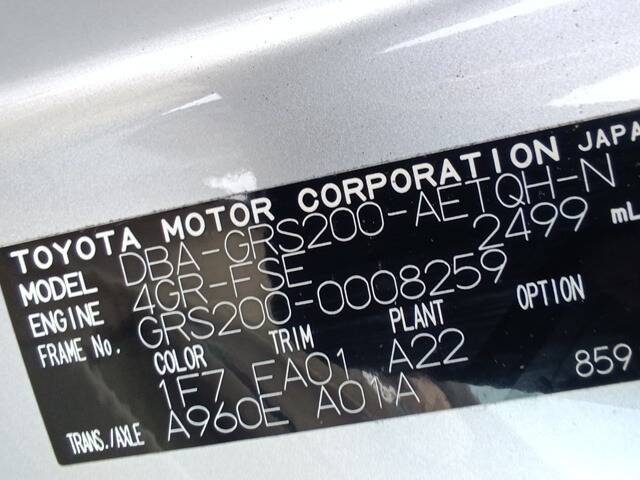 TOYOTA MOTOR CORPORATION JAPA
MODEL DBA-GRS200-AETQH-N
ENGINE 4GR-FSE 2499 ml
FRAME No. GRS200-0008259
COLOR TRIM PLANT OPTION
1F7 FA01 A22 859
TRANS./AXLE A960E A01A